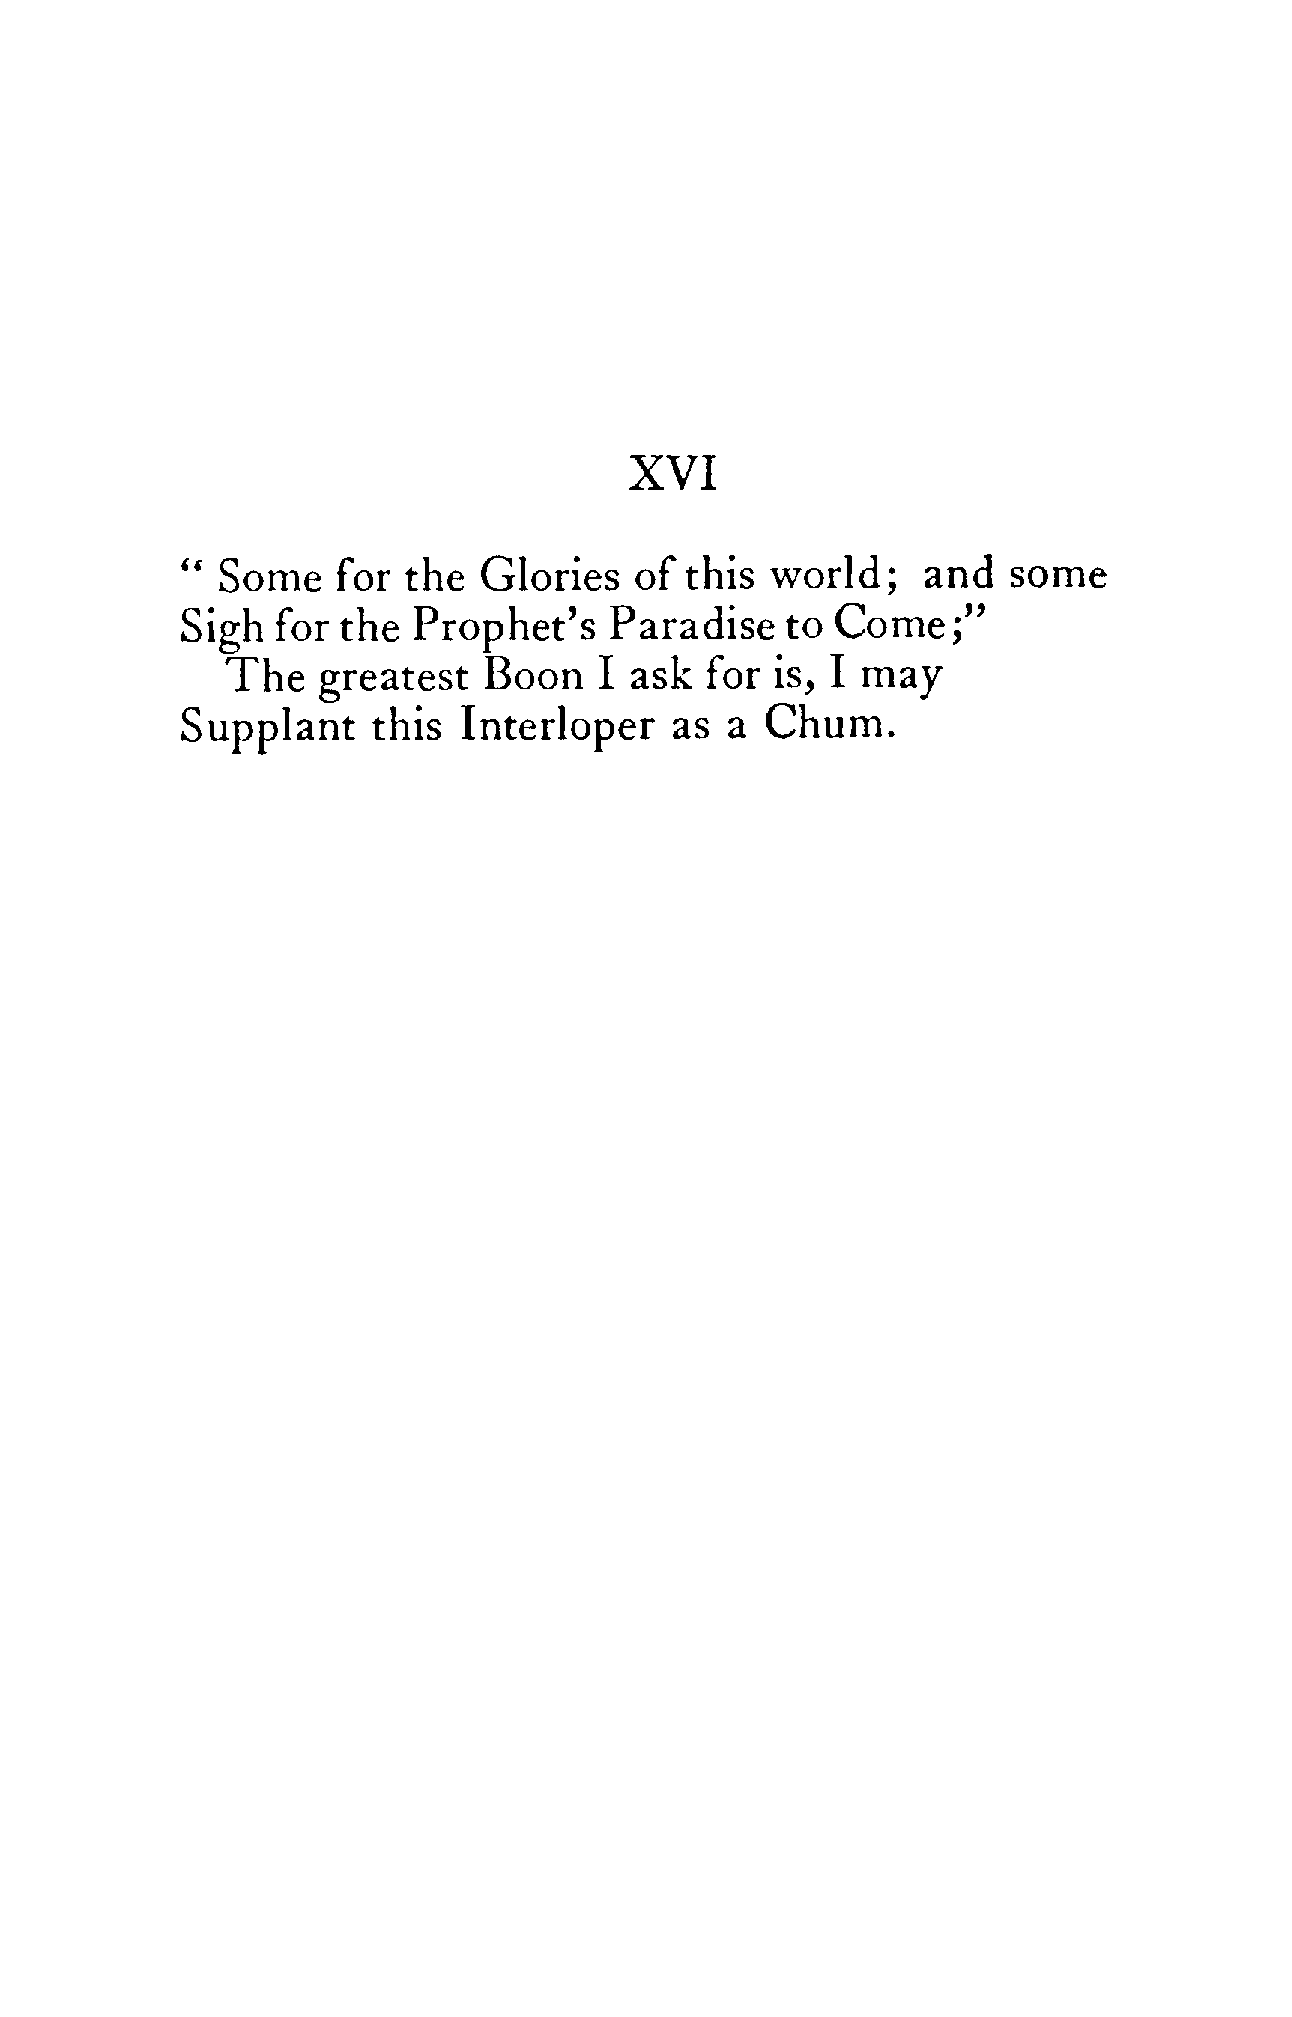 XVI
“ Some for the Glories of this world; and some
Sigh for the Prophet’s Paradise to Come;”
The greatest Boon I ask for is, I may
Supplant this Interloper as a Chum.